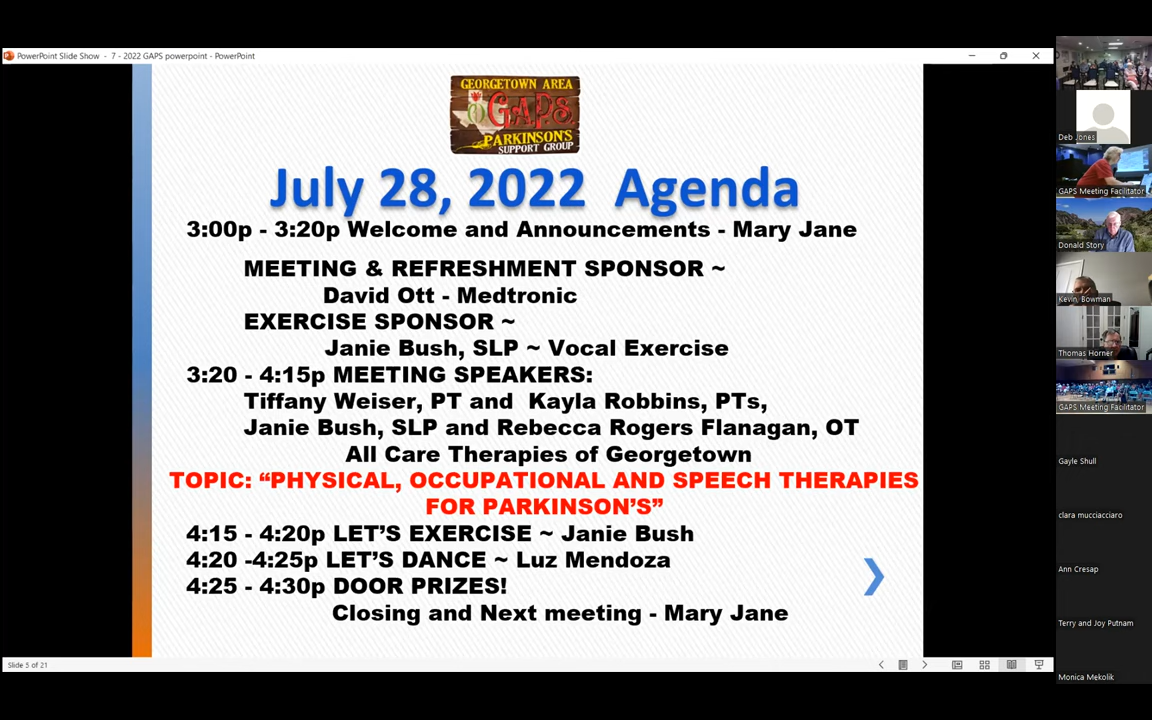 PowerPoint Slide Show - 7 - 2022 GAPS powerpoint - PowerPoint
GEORGETOWN AREA
G.A.P.S.
PARKINSON'S
SUPPORT GROUP
July 28, 2022 Agenda
3:00p - 3:20p Welcome and Announcements - Mary Jane
MEETING & REFRESHMENT SPONSOR ~
David Ott - Medtronic
EXERCISE SPONSOR ~
Janie Bush, SLP ~ Vocal Exercise
3:20 - 4:15p MEETING SPEAKERS:
Tiffany Weiser, PT and Kayla Robbins, PTs,
Janie Bush, SLP and Rebecca Rogers Flanagan, OT
All Care Therapies of Georgetown
TOPIC: “PHYSICAL, OCCUPATIONAL AND SPEECH THERAPIES
FOR PARKINSON’S”
4:15 - 4:20p LET’S EXERCISE ~ Janie Bush
4:20 -4:25p LET’S DANCE ~ Luz Mendoza
4:25 - 4:30p DOOR PRIZES!
Closing and Next meeting - Mary Jane
Slide 5 of 21
Deb Jones
GAPS Meeting Facilitator
Donald Story
Kevin, Bowman
Thomas Horner
GAPS Meeting Facilitator
Gayle Shull
clara mucciacciaro
Ann Cresap
Terry and Joy Putnam
Monica Mekolik